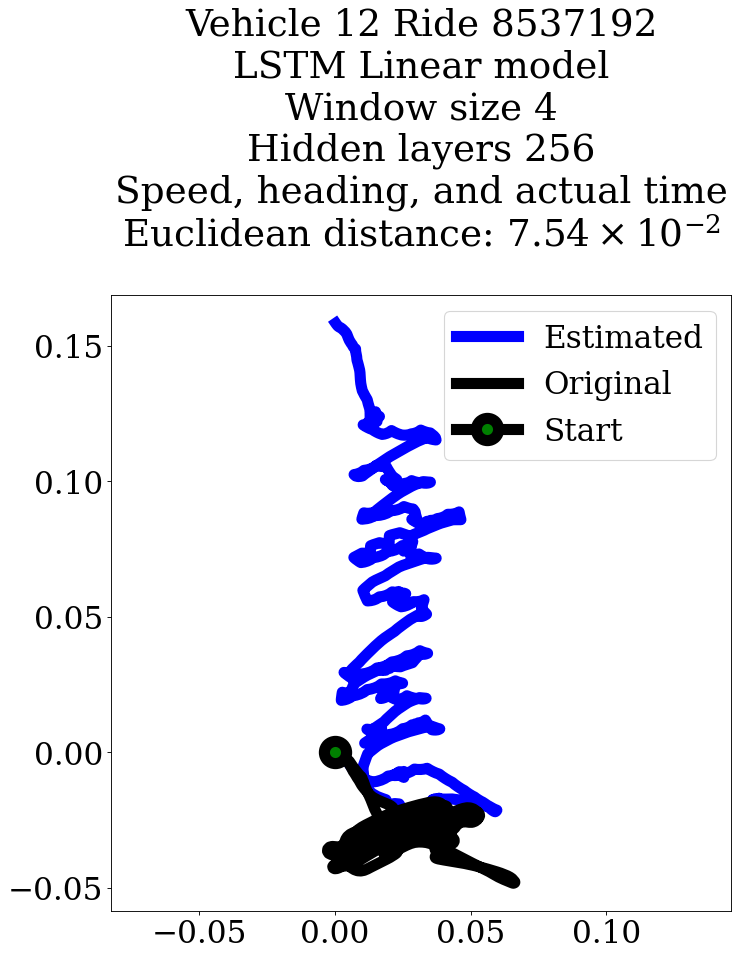 Vehicle 12 Ride 8537192
LSTM Linear model
Window size 4
Hidden layers 256
Speed, heading, and actual time
Euclidean distance: 7.54 × 10⁻²
Estimated
Original
Start
0.15
0.10
0.05
0.00
−0.05
−0.05 0.00 0.05 0.10